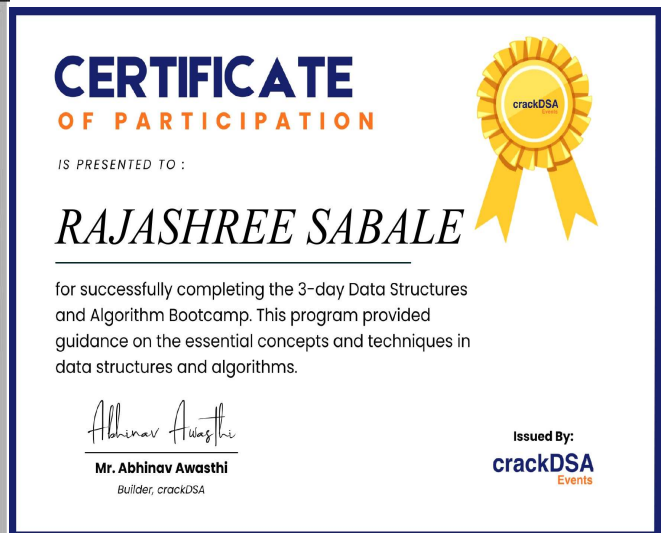 CERTIFICATE
OF PARTICIPATION
crackDSA
Events
IS PRESENTED TO :
RAJASHREE SABALE
for successfully completing the 3-day Data Structures
and Algorithm Bootcamp. This program provided
guidance on the essential concepts and techniques in
data structures and algorithms.
Abhinav Awasthi
Mr. Abhinav Awasthi
Builder, crackDSA
Issued By:
crackDSA
Events